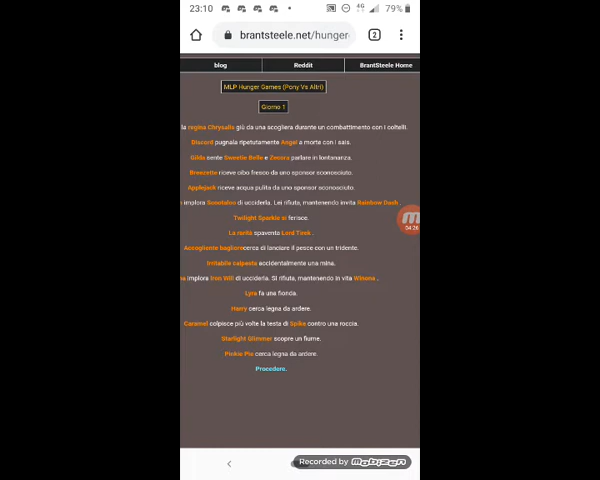 23:10
4G
79%
brantsteele.net/hunger
2
blog
Reddit
BrantSteele Home
MLP Hunger Games (Pony Vs Altri)
Giorno 1
la regina Chrysalis giù da una scogliera durante un combattimento con i coltelli.
Discord pugnala ripetutamente Angel a morte con i sais.
Gilda sente Sweetie Belle e Zecora parlare in lontananza.
Breezette riceve cibo fresco da uno sponsor sconosciuto.
Applejack riceve acqua pulita da uno sponsor sconosciuto.
implora Scootaloo di ucciderla. Lei rifiuta, mantenendo invita Rainbow Dash .
Twilight Sparkle si ferisce.
La rarità spaventa Lord Tirek .
Accogliente bagliorecerca di lanciare il pesce con un tridente.
Irritabile calpesta accidentalmente una mina.
implora Iron Will di ucciderla. Si rifiuta, mantenendo in vita Winona .
Lyra fa una fionda.
Harry cerca legna da ardere.
Caramel colpisce più volte la testa di Spike contro una roccia.
Starlight Glimmer scopre un fiume.
Pinkie Pie cerca legna da ardere.
Procedere.
04:26
Recorded by mobizen